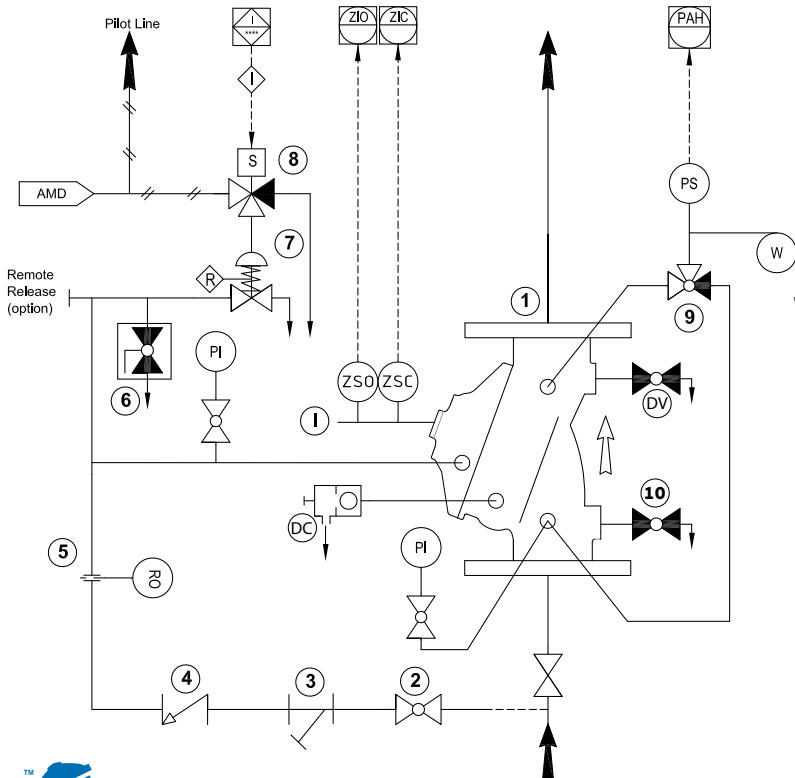 Pilot Line
I
****
ZIO
ZIC
PAH
I
S
8
PS
AMD
7
Remote
Release
(option)
R
W
1
9
PI
6
ZSO
ZSC
DV
I
10
DC
PI
5
RO
4
3
2
TM